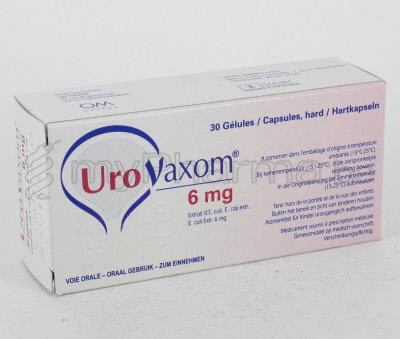 OM
30 Gélules / Capsules, hard / Hartkapseln
UroVaxom®
6 mg
Extrait d'E. coli, E. coli extr.
E. coli Extr. 6 mg
A conserver dans l'emballage d'origine à température
ambiante (15°C-25°C)
Bij kamertemperatuur (15 - 25°C) in de oorspronkelijke
verpakking bewaren
In die Originalpackung bei Zimmertemperatur
(15-25°C) aufbewahren
Tenir hors de la portée et de la vue des enfants.
Buiten het bereik en zicht van kinderen houden.
Arzneimittel für Kinder unzugänglich aufbewahren.
Médicament soumis à prescription médicale.
Geneesmiddel op medisch voorschrift.
Verschreibungspflichtig.
VOIE ORALE - ORAAL GEBRUIK - ZUM EINNEHMEN
myPharma